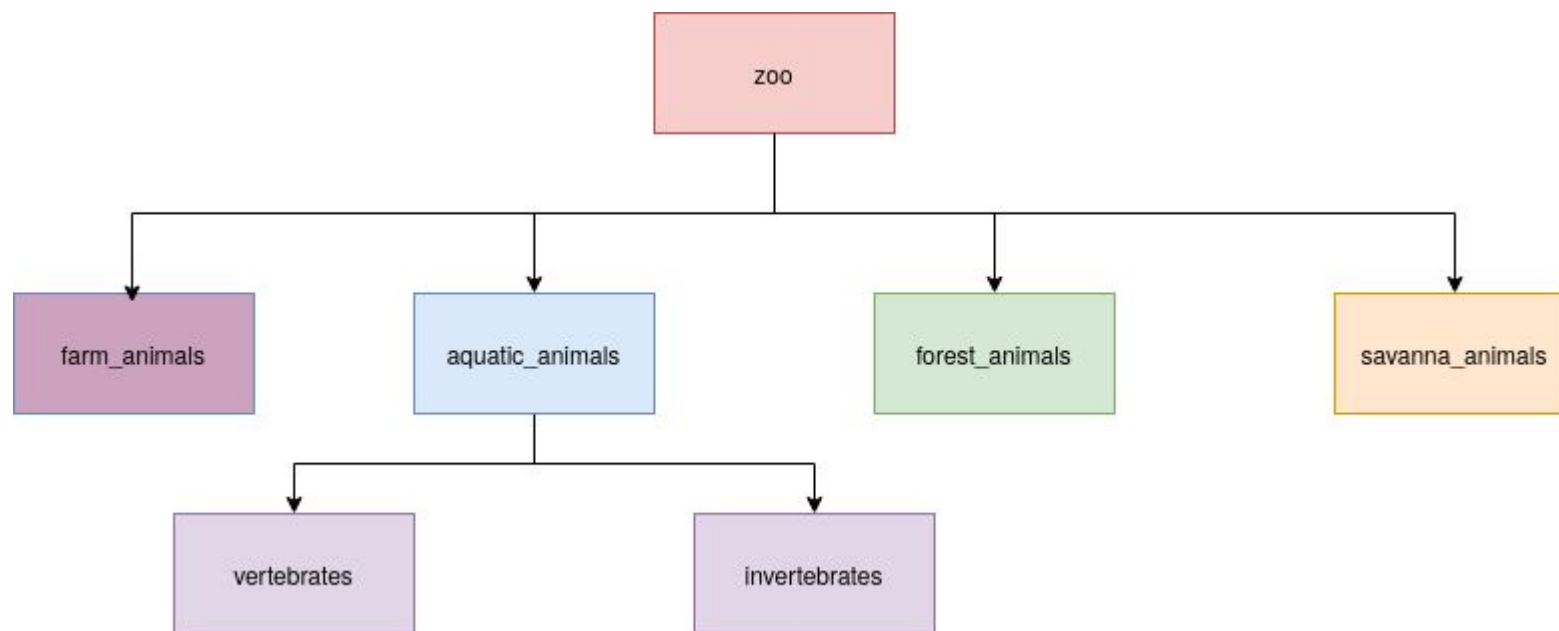 zoo
farm_animals
aquatic_animals
forest_animals
savanna_animals
vertebrates
invertebrates